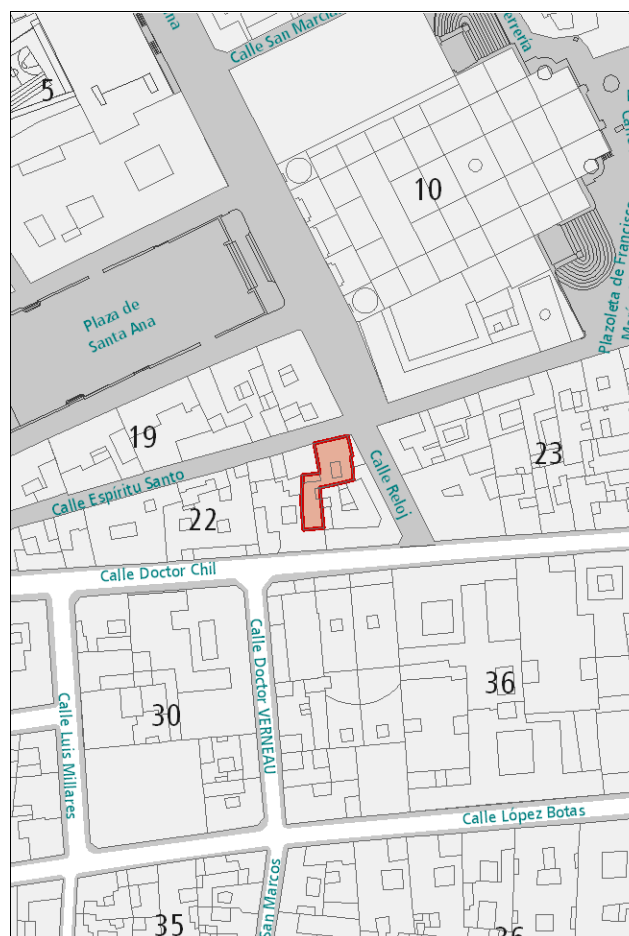 Calle San Marcia
5
10
Plaza de
Santa Ana
Plazoleta de Francisco
19
23
Calle Espíritu Santo
Calle Reloj
22
Calle Doctor Chil
Calle Doctor VERNEAU
36
Calle Luis Millares
30
Calle López Botas
San Marcos
35